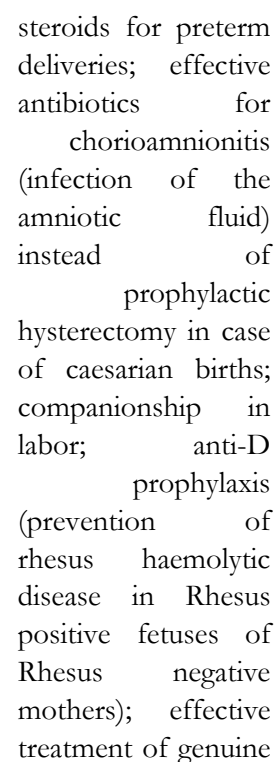 steroids for preterm
deliveries; effective
antibiotics for
chorioamnionitis
(infection of the
amniotic fluid)
instead of
prophylactic
hysterectomy in case
of caesarian births;
companionship in
labor; anti-D
prophylaxis
(prevention of
rhesus haemolytic
disease in Rhesus
positive fetuses of
Rhesus negative
mothers); effective
treatment of genuine